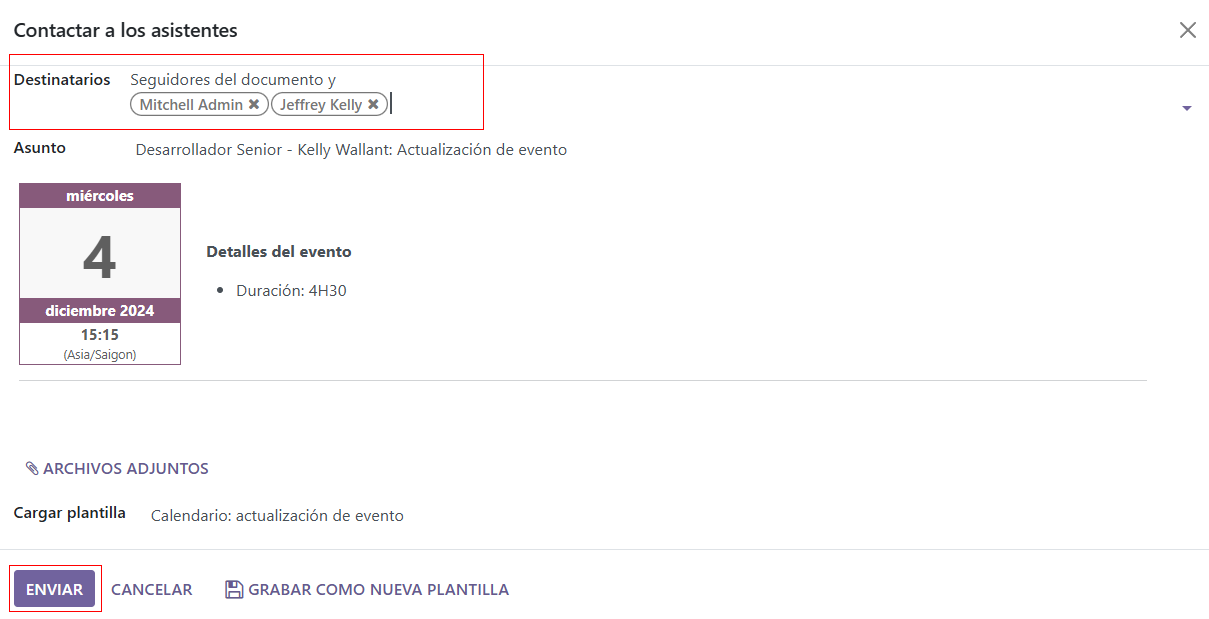 Contactar a los asistentes
Destinatarios Seguidores del documento y
Mitchell Admin ✖ Jeffrey Kelly ✖
Asunto Desarrollador Senior - Kelly Wallant: Actualización de evento
miércoles
4
diciembre 2024
15:15
(Asia/Saigon)
Detalles del evento
• Duración: 4H30
ARCHIVOS ADJUNTOS
Cargar plantilla Calendario: actualización de evento
ENVIAR CANCELAR GRABAR COMO NUEVA PLANTILLA